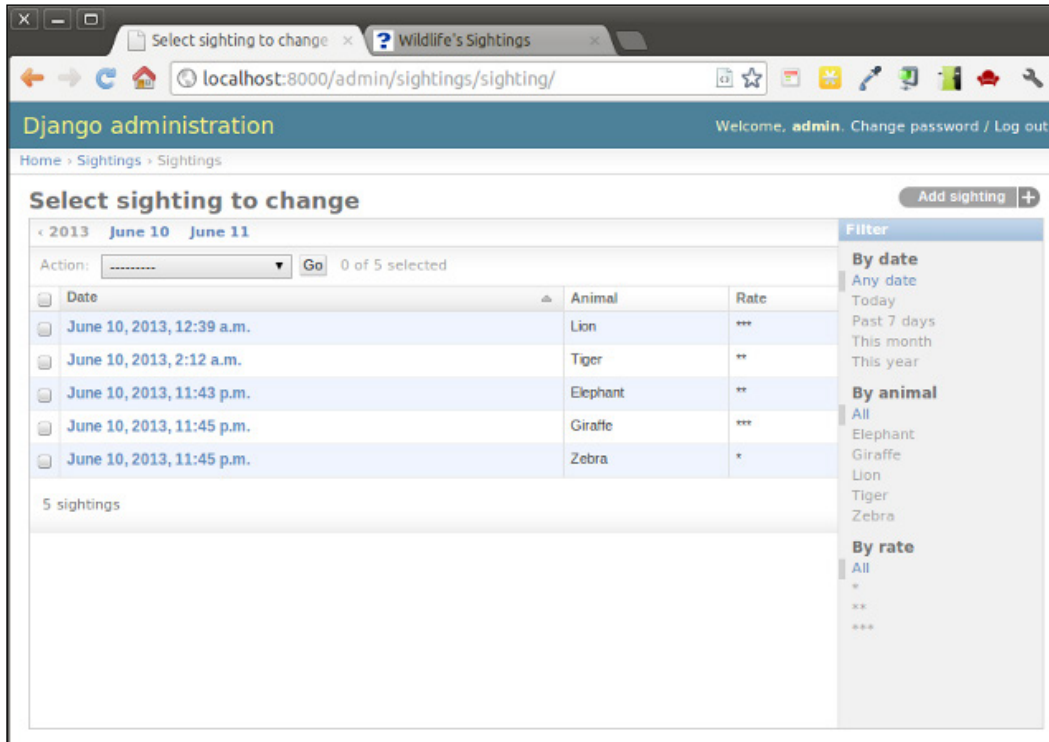 Select sighting to change
Wildlife's Sightings
localhost:8000/admin/sightings/sighting/
Django administration
Welcome, admin. Change password / Log out
Home › Sightings › Sightings
Select sighting to change
Add sighting +
‹ 2013 June 10 June 11
Action: --------- Go 0 of 5 selected
Date Animal Rate
June 10, 2013, 12:39 a.m. Lion ***
June 10, 2013, 2:12 a.m. Tiger **
June 10, 2013, 11:43 p.m. Elephant **
June 10, 2013, 11:45 p.m. Giraffe ***
June 10, 2013, 11:45 p.m. Zebra *
5 sightings
Filter
By date
Any date
Today
Past 7 days
This month
This year
By animal
All
Elephant
Giraffe
Lion
Tiger
Zebra
By rate
All
*
**
***